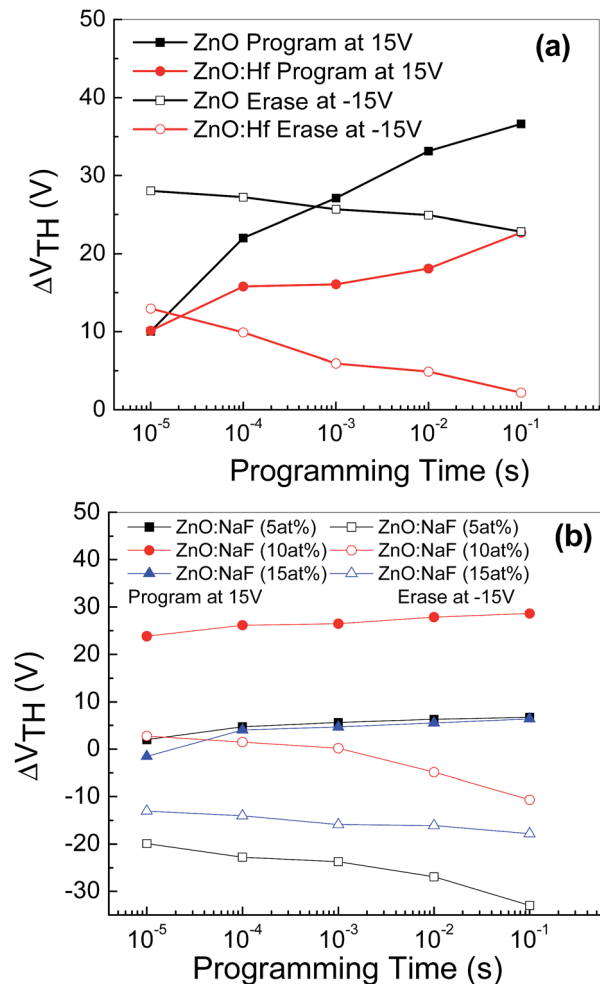 50
40
30
20
10
0
ΔV_TH (V)
ZnO Program at 15V
ZnO:Hf Program at 15V
ZnO Erase at -15V
ZnO:Hf Erase at -15V
(a)
10⁻⁵ 10⁻⁴ 10⁻³ 10⁻² 10⁻¹
Programming Time (s)
50
40
30
20
10
0
-10
-20
-30
ΔV_TH (V)
ZnO:NaF (5at%) ZnO:NaF (5at%)
ZnO:NaF (10at%) ZnO:NaF (10at%)
ZnO:NaF (15at%) ZnO:NaF (15at%)
Program at 15V Erase at -15V
(b)
10⁻⁵ 10⁻⁴ 10⁻³ 10⁻² 10⁻¹
Programming Time (s)